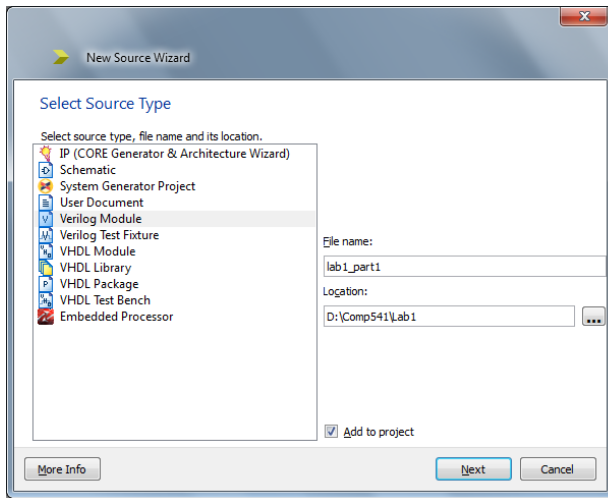 New Source Wizard
Select Source Type
Select source type, file name and its location.
IP (CORE Generator & Architecture Wizard)
Schematic
System Generator Project
User Document
Verilog Module
Verilog Test Fixture
VHDL Module
VHDL Library
VHDL Package
VHDL Test Bench
Embedded Processor
File name:
lab1_part1
Location:
D:\Comp541\Lab1
...
Add to project
More Info
Next
Cancel